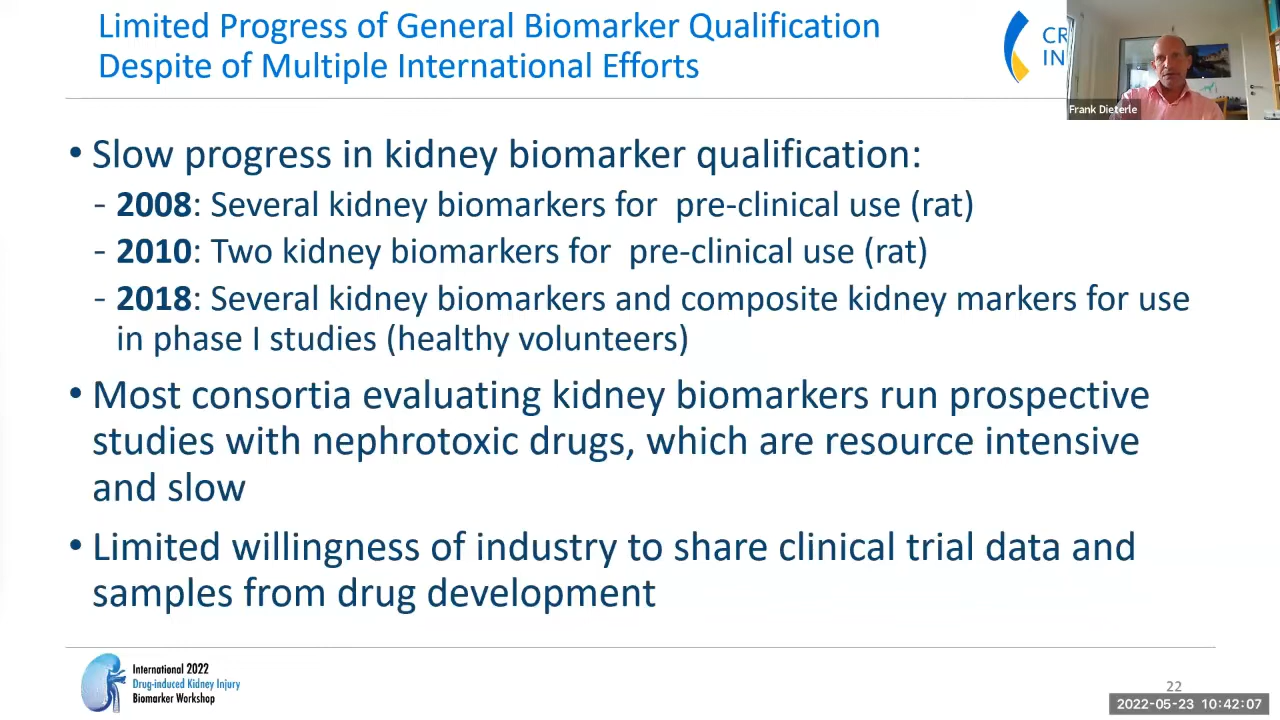 Limited Progress of General Biomarker Qualification
Despite of Multiple International Efforts
CR
IN
Frank Dieterle
• Slow progress in kidney biomarker qualification:
- 2008: Several kidney biomarkers for pre-clinical use (rat)
- 2010: Two kidney biomarkers for pre-clinical use (rat)
- 2018: Several kidney biomarkers and composite kidney markers for use
in phase I studies (healthy volunteers)
• Most consortia evaluating kidney biomarkers run prospective
studies with nephrotoxic drugs, which are resource intensive
and slow
• Limited willingness of industry to share clinical trial data and
samples from drug development
International 2022
Drug-induced Kidney Injury
Biomarker Workshop
22
2022-05-23 10:42:07